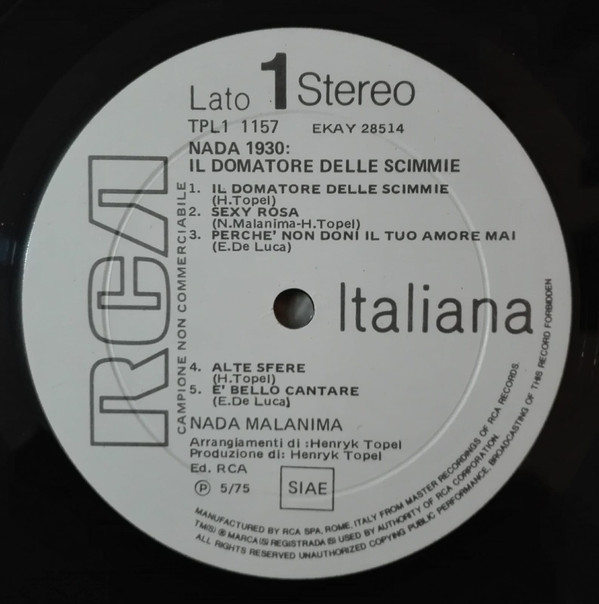 Lato 1 Stereo
TPL1 1157 EKAY 28514
NADA 1930:
IL DOMATORE DELLE SCIMMIE
1. IL DOMATORE DELLE SCIMMIE
(H.Topel)
2. SEXY ROSA
(N.Malanima-H.Topel)
3. PERCHE' NON DONI IL TUO AMORE MAI
(E.De Luca)
RCA
CAMPIONE NON COMMERCIABILE
Italiana
4. ALTE SFERE
(H.Topel)
5. E' BELLO CANTARE
(E.De Luca)
NADA MALANIMA
Arrangiamenti di :Henryk Topel
Produzione di: Henryk Topel
Ed. RCA
℗ 5/75 SIAE
MANUFACTURED BY RCA SPA, ROME, ITALY FROM MASTER RECORDINGS OF RCA RECORDS.
TM(S) ® MARCA(S) REGISTRADA(S) USED BY AUTHORITY OF RCA CORPORATION.
ALL RIGHTS RESERVED UNAUTHORIZED COPYING PUBLIC PERFORMANCE, BROADCASTING OF THIS RECORD FORBIDDEN